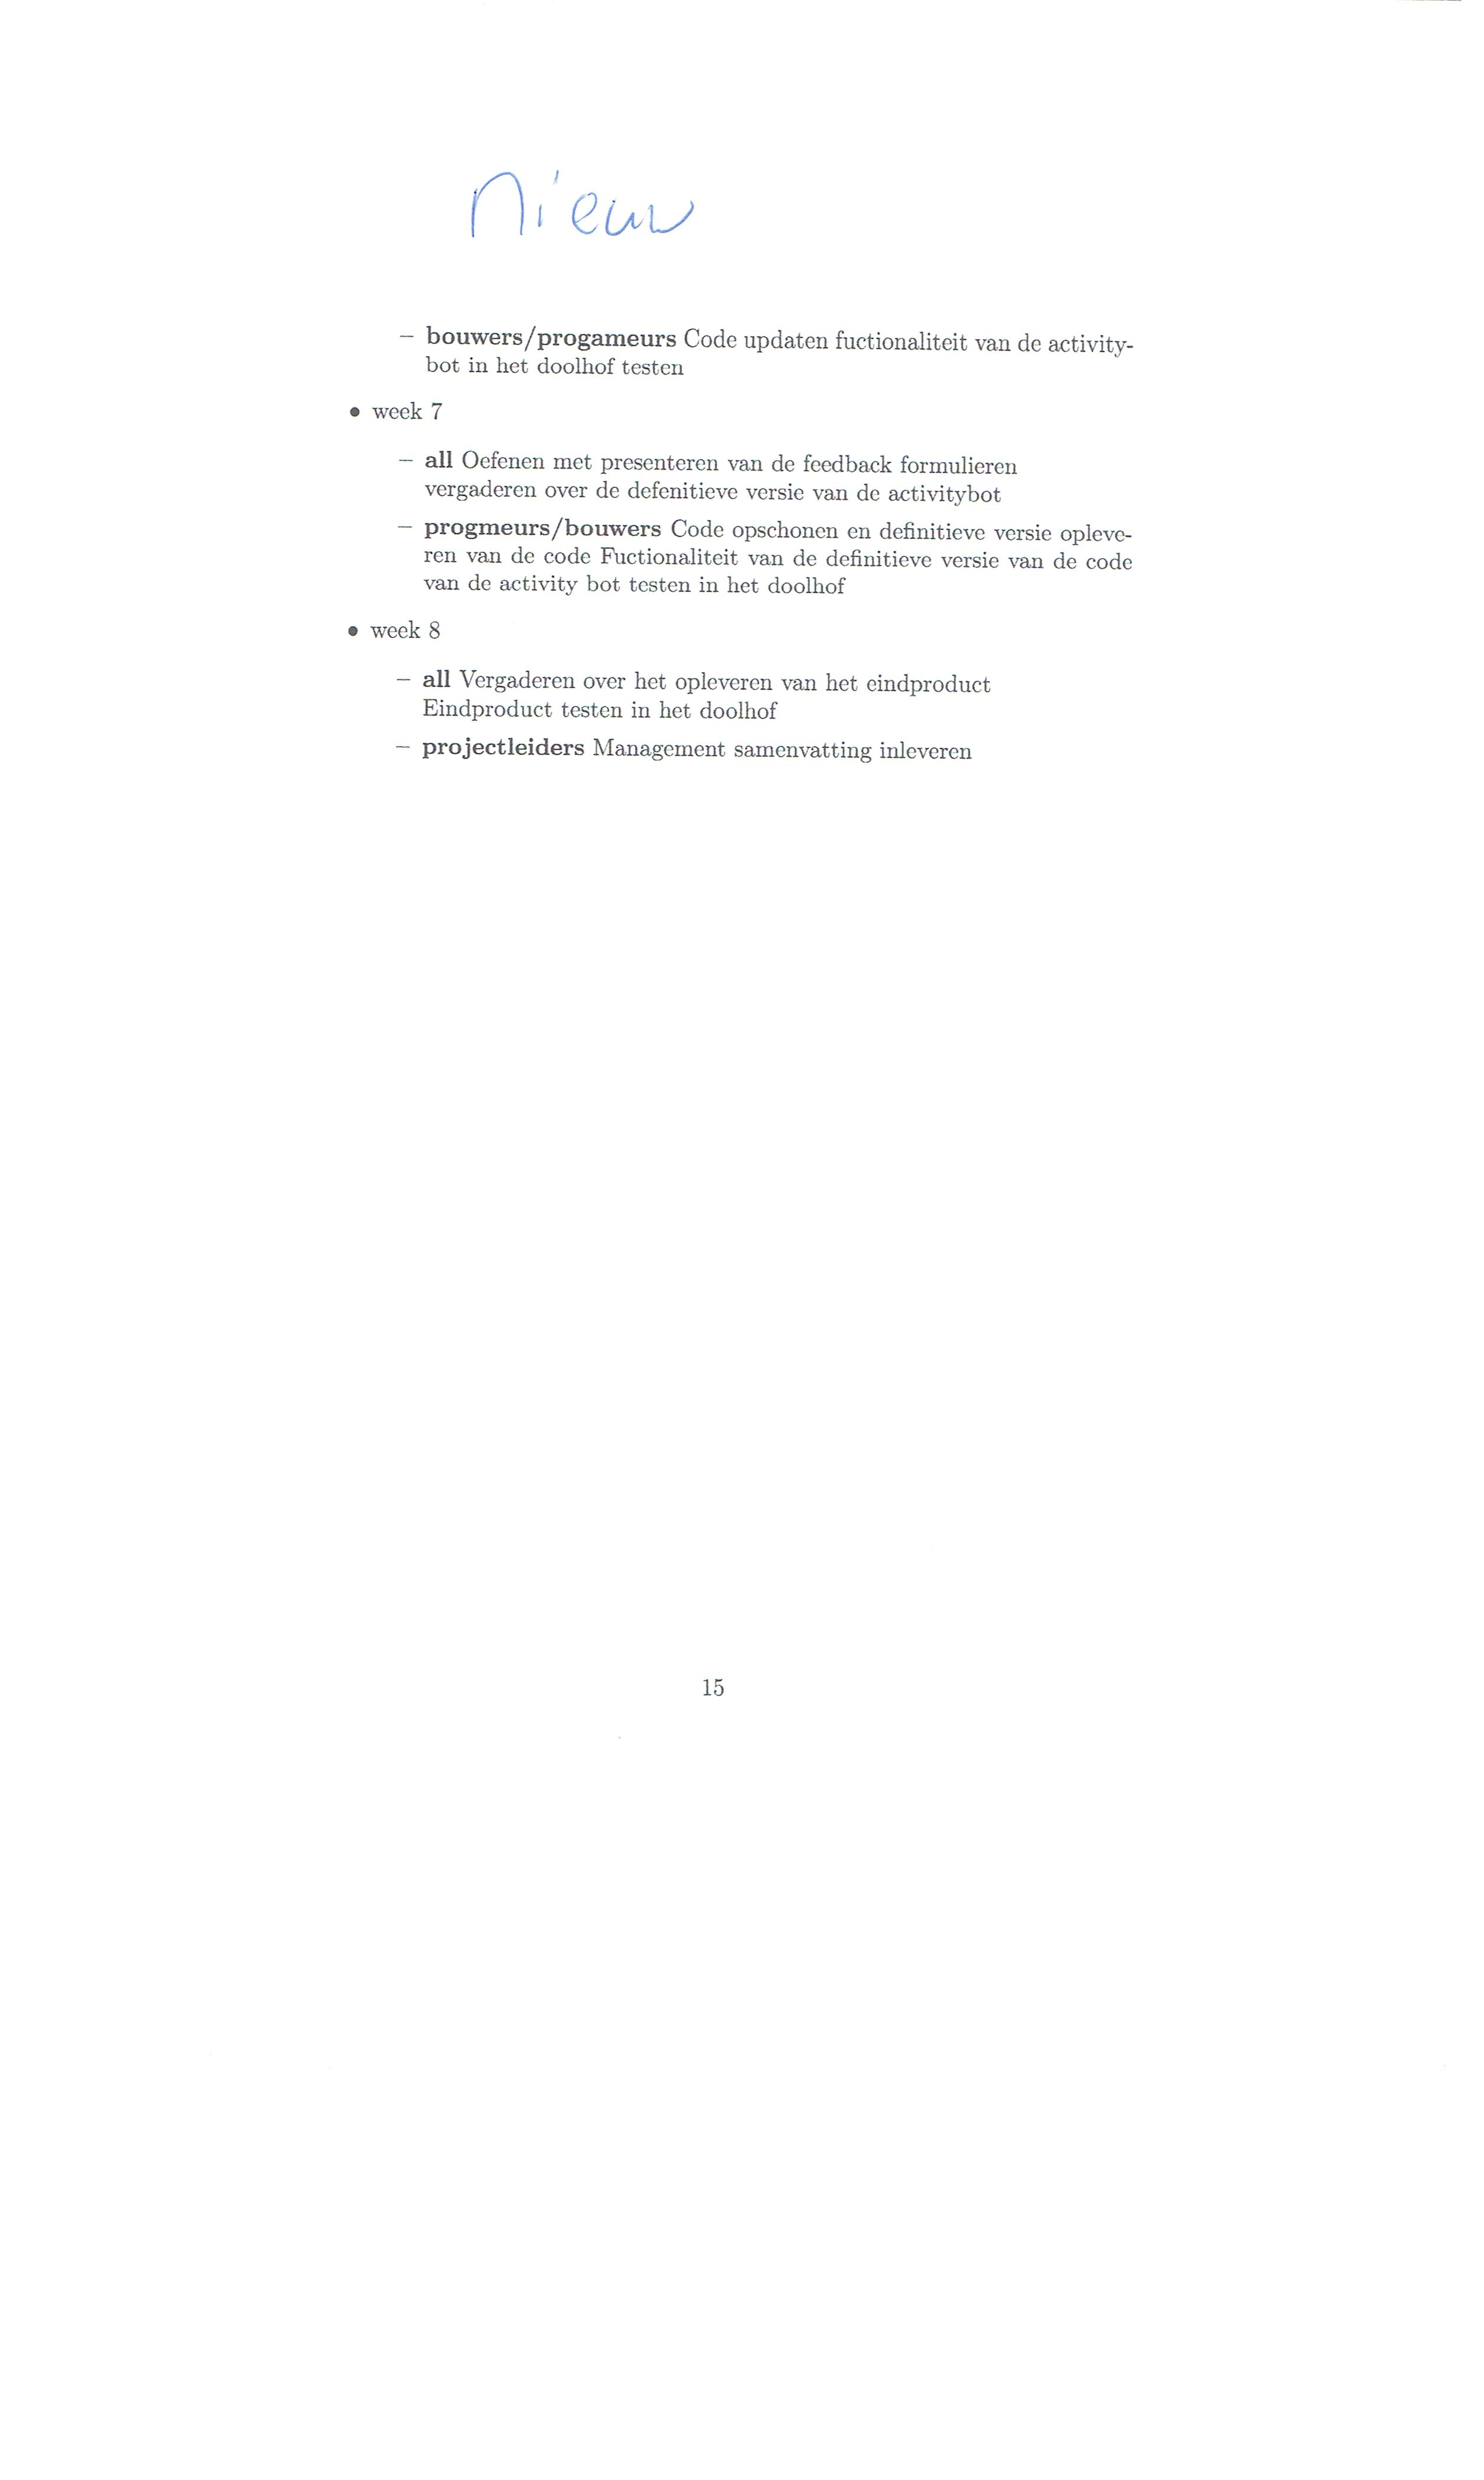 nieuw
– bouwers/progameurs Code updaten fuctionaliteit van de activity-
bot in het doolhof testen
• week 7
– all Oefenen met presenteren van de feedback formulieren
vergaderen over de defenitieve versie van de activitybot
– progmeurs/bouwers Code opschonen en definitieve versie opleve-
ren van de code Fuctionaliteit van de definitieve versie van de code
van de activity bot testen in het doolhof
• week 8
– all Vergaderen over het opleveren van het eindproduct
Eindproduct testen in het doolhof
– projectleiders Management samenvatting inleveren
15